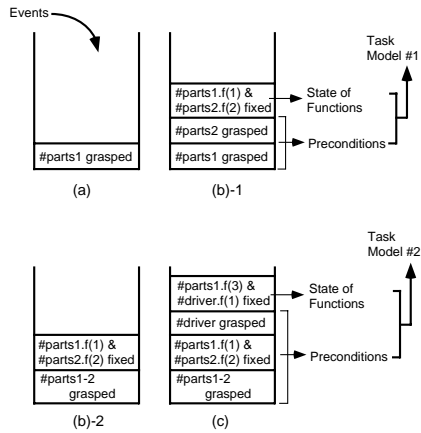 Events
#parts1 grasped
(a)
#parts1.f(1) &
#parts2.f(2) fixed
#parts2 grasped
#parts1 grasped
(b)-1
Task
Model #1
State of
Functions
Preconditions
#parts1.f(1) &
#parts2.f(2) fixed
#parts1-2
grasped
(b)-2
#parts1.f(3) &
#driver.f(1) fixed
#driver grasped
#parts1.f(1) &
#parts2.f(2) fixed
#parts1-2
grasped
(c)
Task
Model #2
State of
Functions
Preconditions